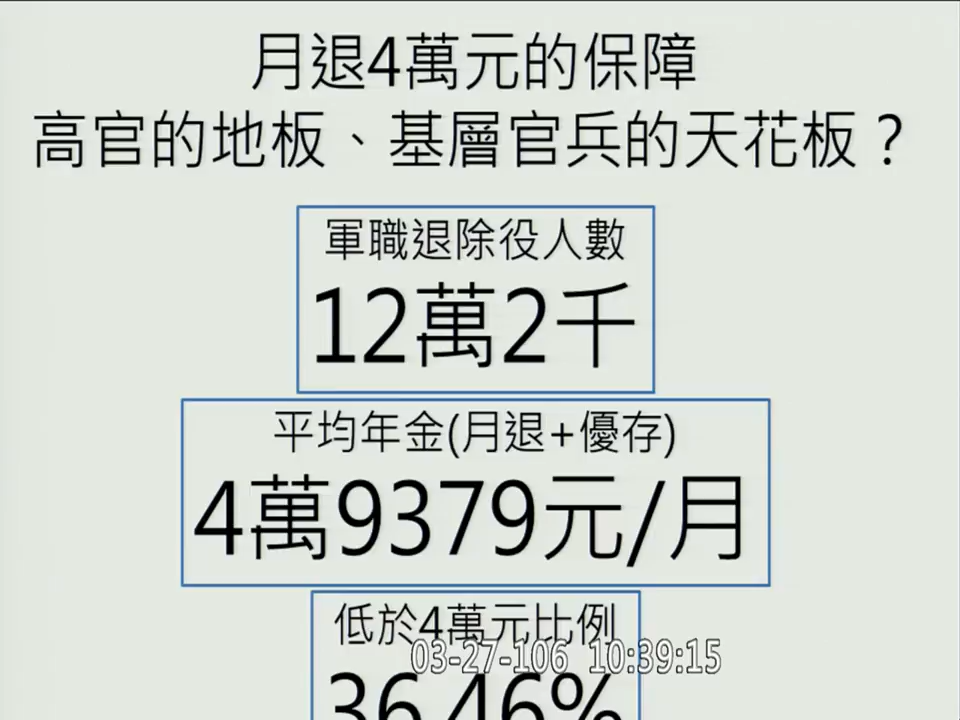 月退4萬元的保障
高官的地板、基層官兵的天花板？
軍職退除役人數
12萬2千
平均年金(月退+優存)
4萬9379元/月
低於4萬元比例
03-27-106 10:39:15
36.46%